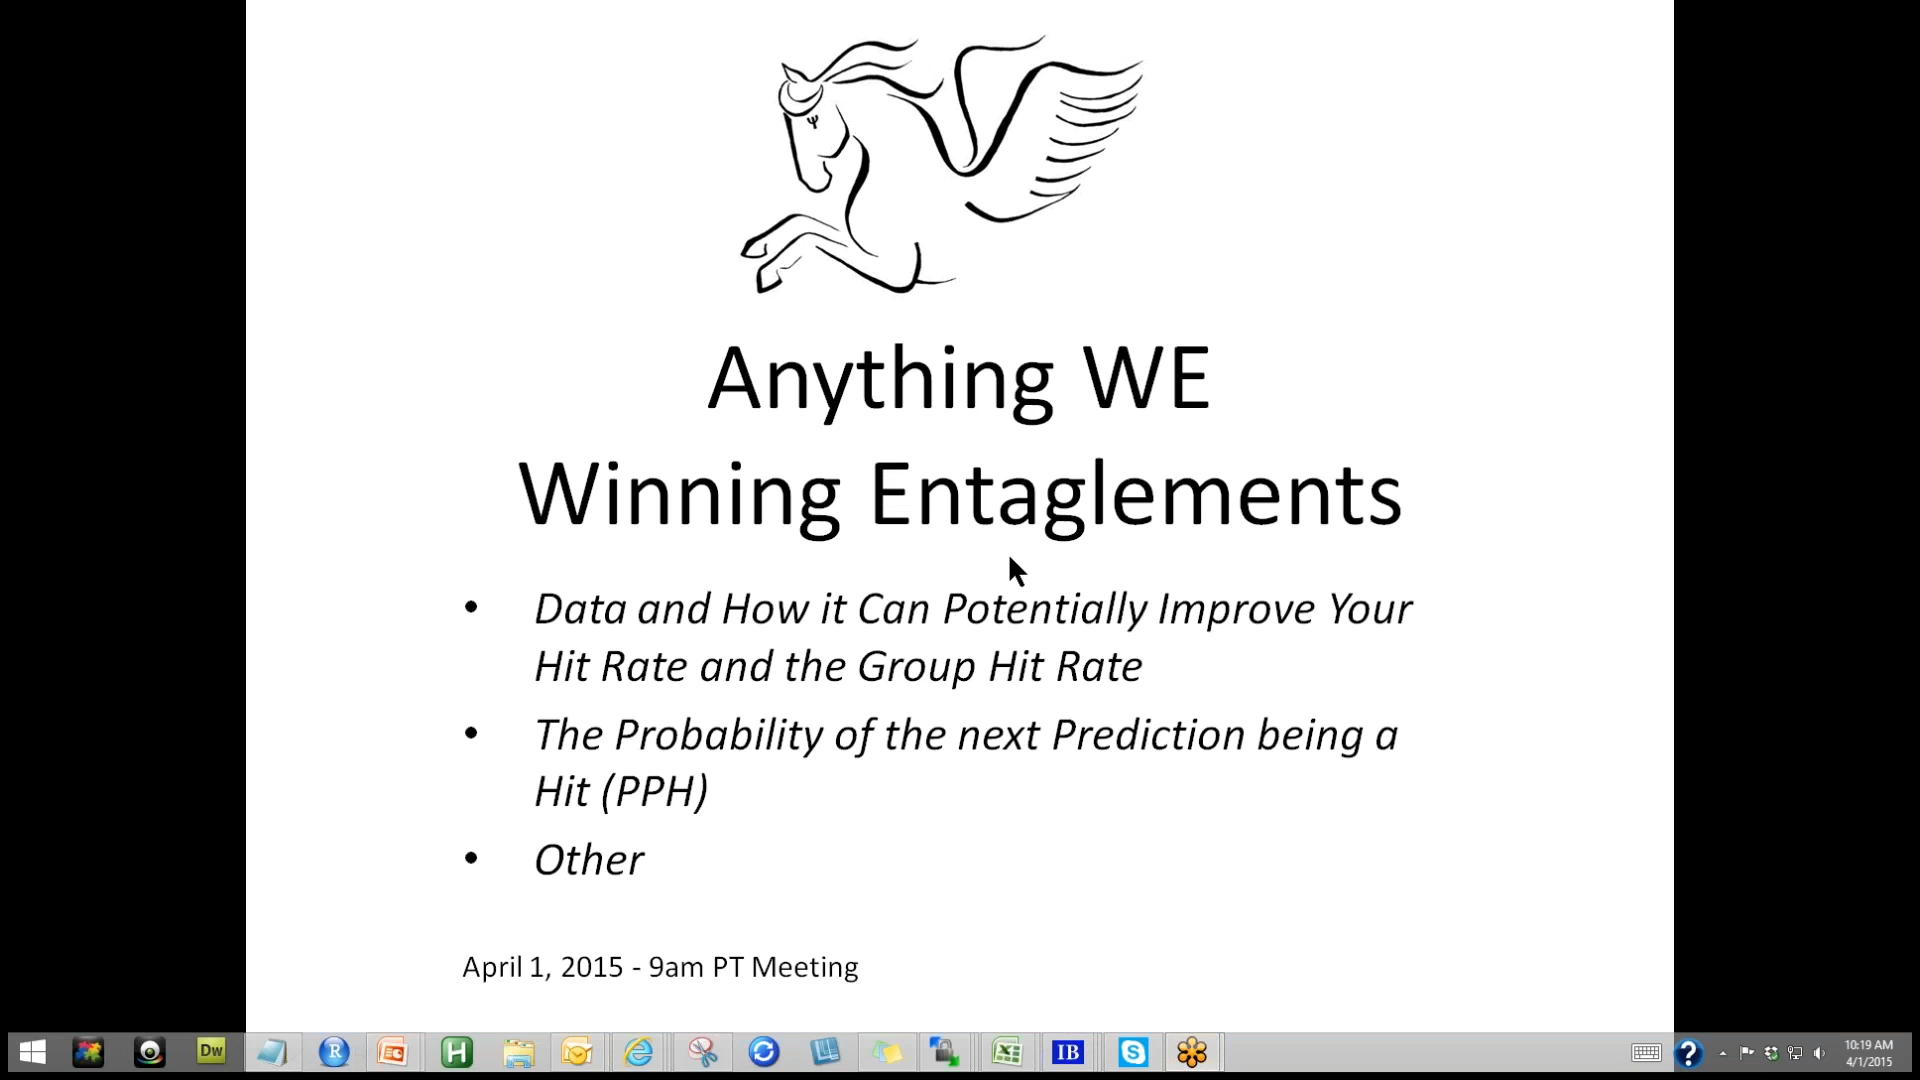 Anything WE
Winning Entaglements
• Data and How it Can Potentially Improve Your
Hit Rate and the Group Hit Rate
• The Probability of the next Prediction being a
Hit (PPH)
• Other
April 1, 2015 - 9am PT Meeting
Dw
R
H
IB
S
?
10:19 AM
4/1/2015